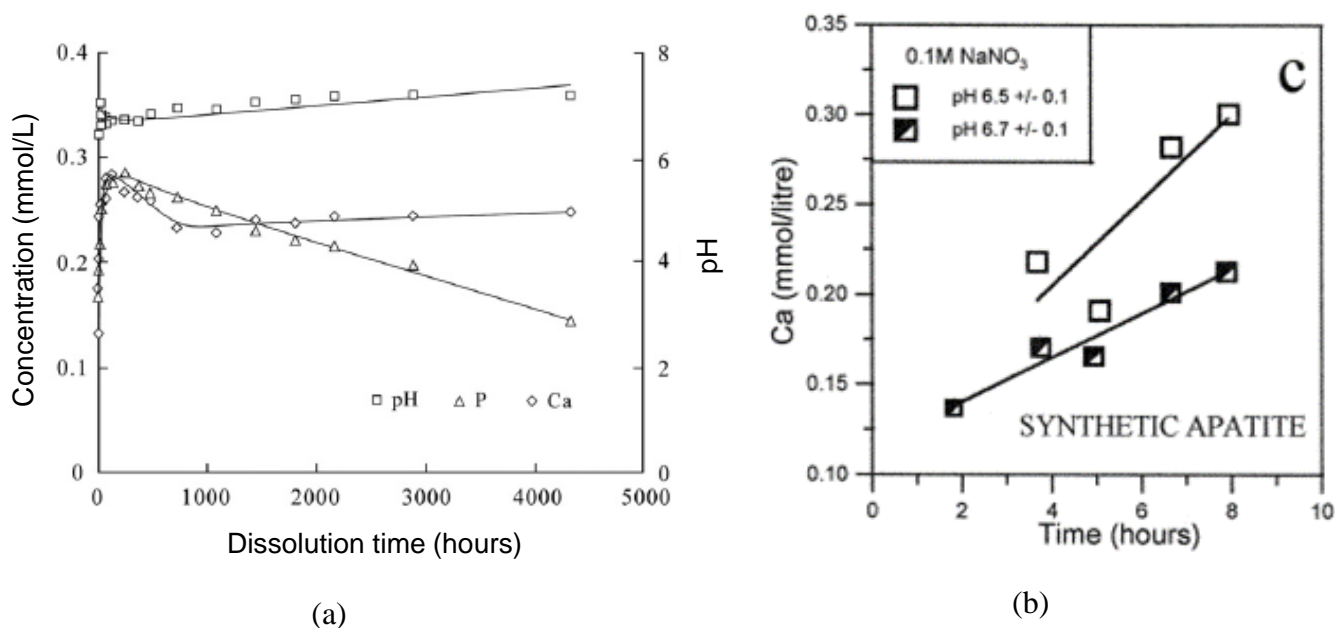 0.4
0.3
0.2
0.1
0
8
6
4
2
0
Concentration (mmol/L)
pH
pH P Ca
0 1000 2000 3000 4000 5000
Dissolution time (hours)
(a)
0.35
0.30
0.25
0.20
0.15
0.10
Ca (mmol/litre)
0.1M NaNO₃
pH 6.5 +/- 0.1
pH 6.7 +/- 0.1
C
SYNTHETIC APATITE
0 2 4 6 8 10
Time (hours)
(b)